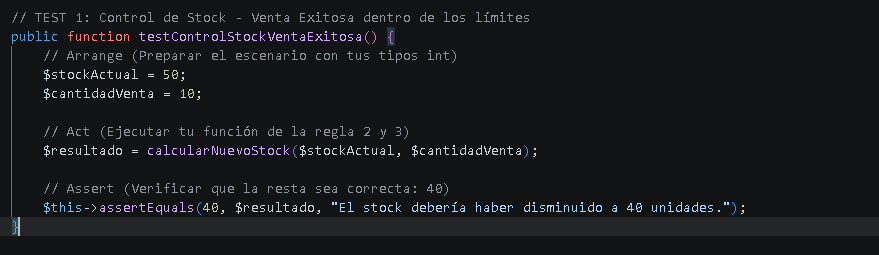 // TEST 1: Control de Stock - Venta Exitosa dentro de los límites
public function testControlStockVentaExitosa() {
// Arrange (Preparar el escenario con tus tipos int)
$stockActual = 50;
$cantidadVenta = 10;
// Act (Ejecutar tu función de la regla 2 y 3)
$resultado = calcularNuevoStock($stockActual, $cantidadVenta);
// Assert (Verificar que la resta sea correcta: 40)
$this->assertEquals(40, $resultado, "El stock debería haber disminuido a 40 unidades.");
}